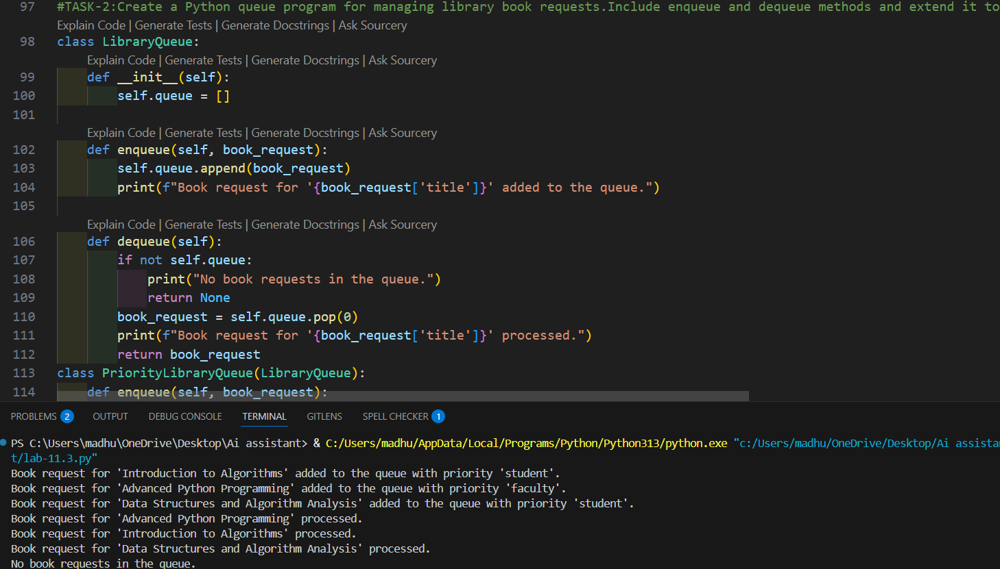 97 #TASK-2:Create a Python queue program for managing library book requests.Include enqueue and dequeue methods and extend it to
Explain Code | Generate Tests | Generate Docstrings | Ask Sourcery
98 class LibraryQueue:
Explain Code | Generate Tests | Generate Docstrings | Ask Sourcery
99     def __init__(self):
100         self.queue = []
101
Explain Code | Generate Tests | Generate Docstrings | Ask Sourcery
102     def enqueue(self, book_request):
103         self.queue.append(book_request)
104         print(f"Book request for '{book_request['title']}' added to the queue.")
105
Explain Code | Generate Tests | Generate Docstrings | Ask Sourcery
106     def dequeue(self):
107         if not self.queue:
108             print("No book requests in the queue.")
109             return None
110         book_request = self.queue.pop(0)
111         print(f"Book request for '{book_request['title']}' processed.")
112         return book_request
113 class PriorityLibraryQueue(LibraryQueue):
114     def enqueue(self, book_request):
PROBLEMS 2 OUTPUT DEBUG CONSOLE TERMINAL GITLENS SPELL CHECKER 1
PS C:\Users\madhu\OneDrive\Desktop\Ai assistant> & C:/Users/madhu/AppData/Local/Programs/Python/Python313/python.exe "c:/Users/madhu/OneDrive/Desktop/Ai assista
t/lab-11.3.py"
Book request for 'Introduction to Algorithms' added to the queue with priority 'student'.
Book request for 'Advanced Python Programming' added to the queue with priority 'faculty'.
Book request for 'Data Structures and Algorithm Analysis' added to the queue with priority 'student'.
Book request for 'Advanced Python Programming' processed.
Book request for 'Introduction to Algorithms' processed.
Book request for 'Data Structures and Algorithm Analysis' processed.
No book requests in the queue.